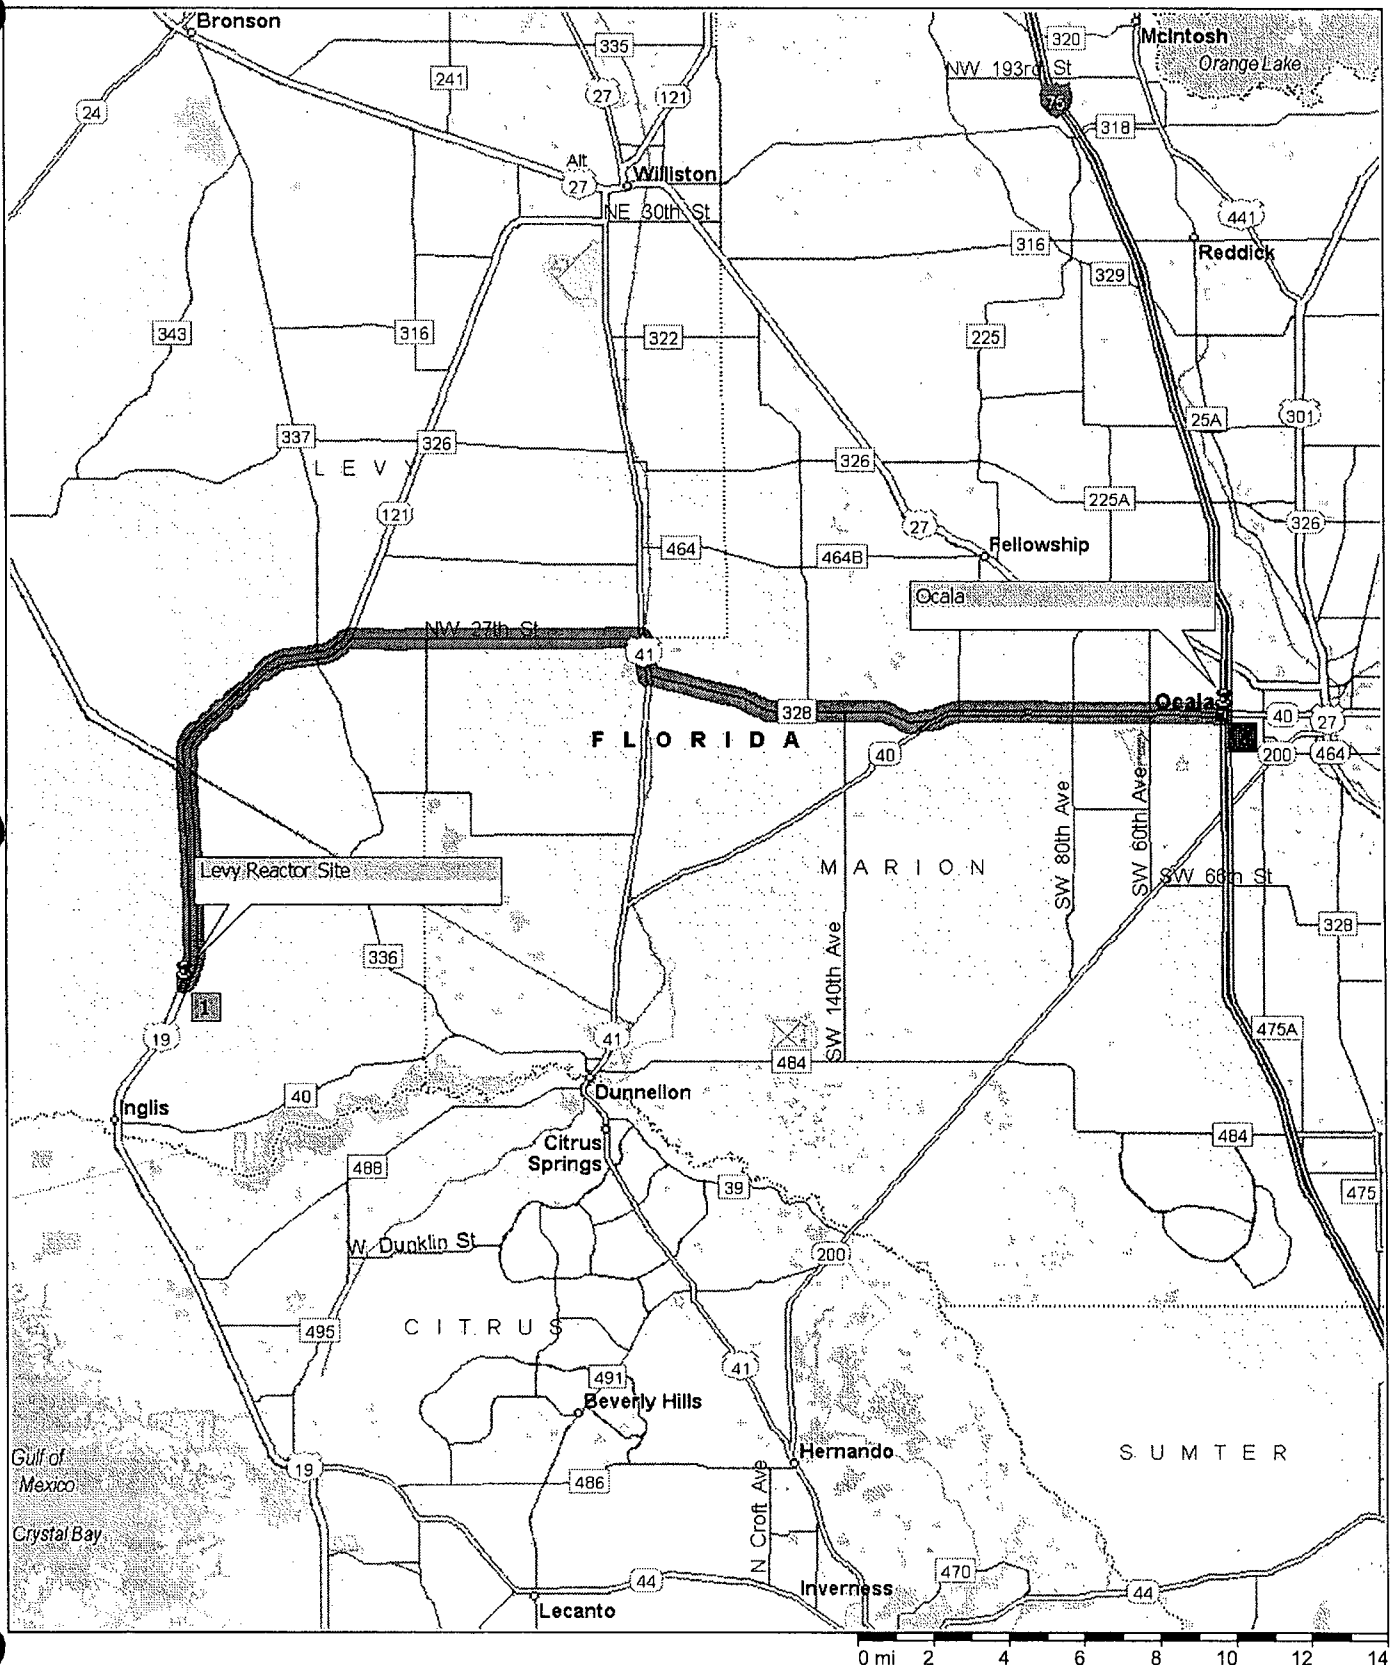 Bronson
335
320
McIntosh
Orange Lake
241
NW 193rd St
24
27
121
75
318
Alt
27
Williston
NE 30th St
441
316
Reddick
329
343
316
322
225
25A
301
337
326
LEVY
326
225A
121
27
326
464
464B
Fellowship
Ocala
NW 27th St
41
328
Ocala
3
40
27
FLORIDA
40
200
464
SW 80th Ave
SW 60th Ave
MARION
Levy Reactor Site
SW 66th St
328
336
SW 140th Ave
1
19
41
475A
484
40
Dunnellon
Inglis
Citrus
Springs
484
488
39
475
W Dunklin St
200
495
CITRUS
41
491
Beverly Hills
Gulf of
Mexico
Hernando
SUMTER
19
486
Crystal Bay
N Croft Ave
470
44
Inverness
44
Lecanto
0 mi 2 4 6 8 10 12 14